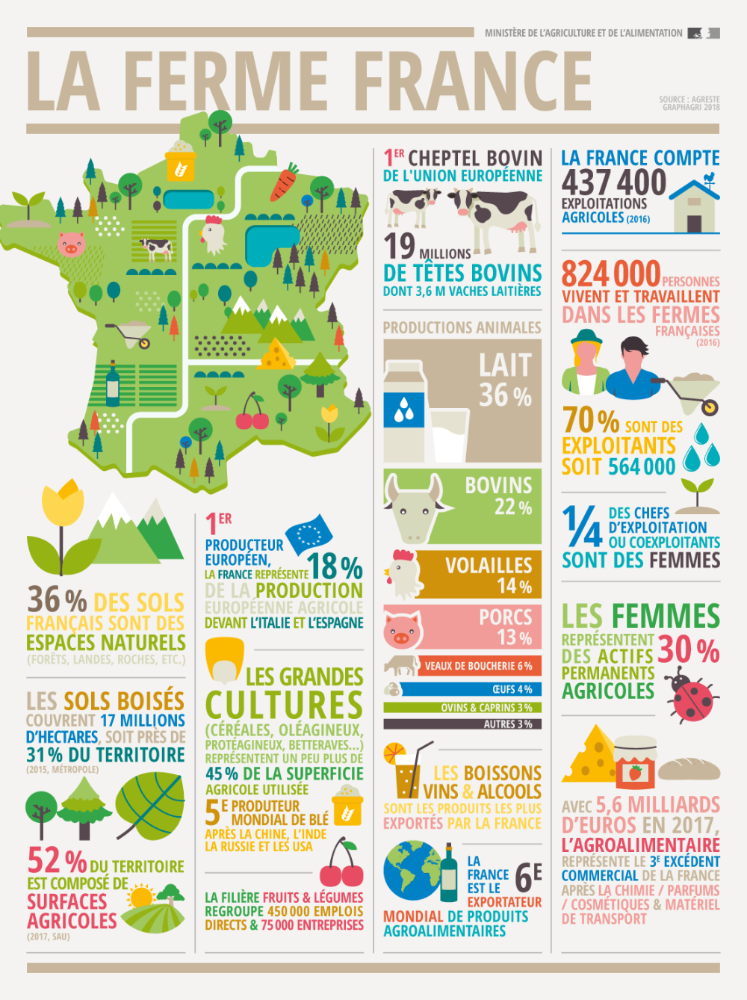 MINISTÈRE DE L'AGRICULTURE ET DE L'ALIMENTATION
LA FERME FRANCE
SOURCE : AGRESTE
GRAPHAGRI 2018
36 % DES SOLS
FRANÇAIS SONT DES
ESPACES NATURELS
(FORÊTS, LANDES, ROCHES, ETC.)
LES SOLS BOISÉS
COUVRENT 17 MILLIONS
D'HECTARES, SOIT PRÈS DE
31 % DU TERRITOIRE
(2015, MÉTROPOLE)
52 % DU TERRITOIRE
EST COMPOSÉ DE
SURFACES
AGRICOLES
(2017, SAU)
1ER
PRODUCTEUR
EUROPÉEN,
LA FRANCE REPRÉSENTE 18 %
DE LA PRODUCTION
EUROPÉENNE AGRICOLE
DEVANT L'ITALIE ET L'ESPAGNE
LES GRANDES
CULTURES
(CÉRÉALES, OLÉAGINEUX,
PROTÉAGINEUX, BETTERAVES...)
REPRÉSENTENT UN PEU PLUS DE
45 % DE LA SUPERFICIE
AGRICOLE UTILISÉE
5E PRODUTEUR
MONDIAL DE BLÉ
APRÈS LA CHINE, L'INDE
LA RUSSIE ET LES USA
LA FILIÈRE FRUITS & LÉGUMES
REGROUPE 450 000 EMPLOIS
DIRECTS & 75 000 ENTREPRISES
1ER CHEPTEL BOVIN
DE L'UNION EUROPÉENNE
19 MILLIONS
DE TÊTES BOVINS
DONT 3,6 M VACHES LAITIÈRES
PRODUCTIONS ANIMALES
LAIT
36 %
BOVINS
22 %
VOLAILLES
14 %
PORCS
13 %
VEAUX DE BOUCHERIE 6 %
ŒUFS 4 %
OVINS & CAPRINS 3 %
AUTRES 3 %
LES BOISSONS
VINS & ALCOOLS
SONT LES PRODUITS LES PLUS
EXPORTÉS PAR LA FRANCE
LA
FRANCE
EST LE 6E
EXPORTATEUR
MONDIAL DE PRODUITS
AGROALIMENTAIRES
LA FRANCE COMPTE
437 400
EXPLOITATIONS
AGRICOLES (2016)
824 000 PERSONNES
VIVENT ET TRAVAILLENT
DANS LES FERMES
FRANÇAISES
(2016)
70 % SONT DES
EXPLOITANTS
SOIT 564 000
1/4 DES CHEFS
D'EXPLOITATION
OU COEXPLOITANTS
SONT DES FEMMES
LES FEMMES
REPRÉSENTENT 30 %
DES ACTIFS
PERMANENTS
AGRICOLES
AVEC 5,6 MILLIARDS
D'EUROS EN 2017,
L'AGROALIMENTAIRE
REPRÉSENTE LE 3E EXCÉDENT
COMMERCIAL DE LA FRANCE
APRÈS LA CHIMIE / PARFUMS
/ COSMÉTIQUES & MATÉRIEL
DE TRANSPORT